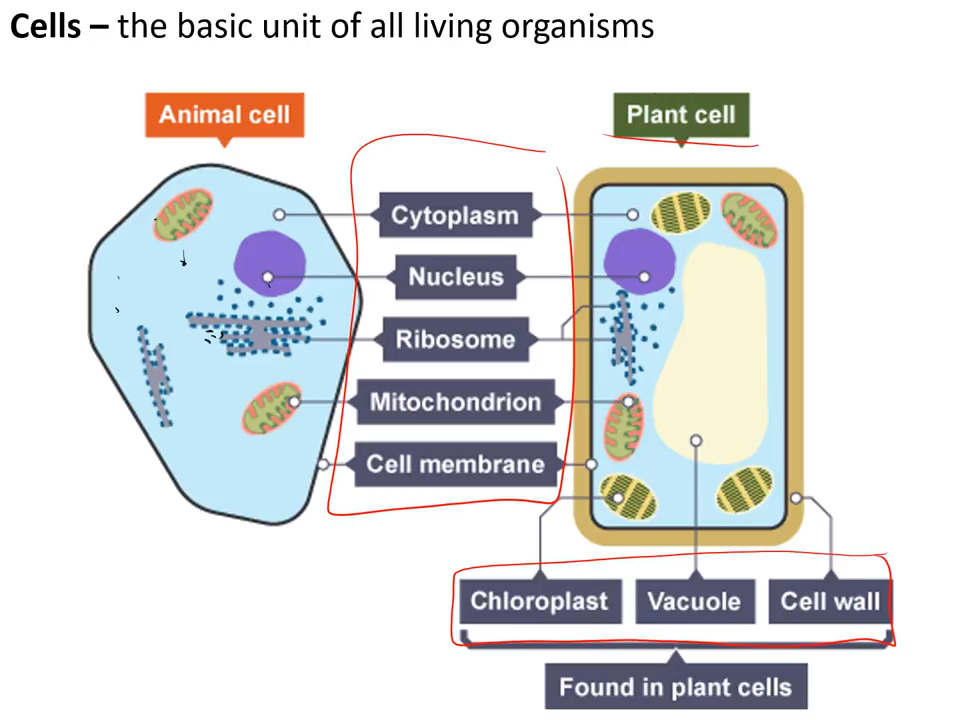 Cells – the basic unit of all living organisms
Animal cell
Plant cell
Cytoplasm
Nucleus
Ribosome
Mitochondrion
Cell membrane
Chloroplast
Vacuole
Cell wall
Found in plant cells